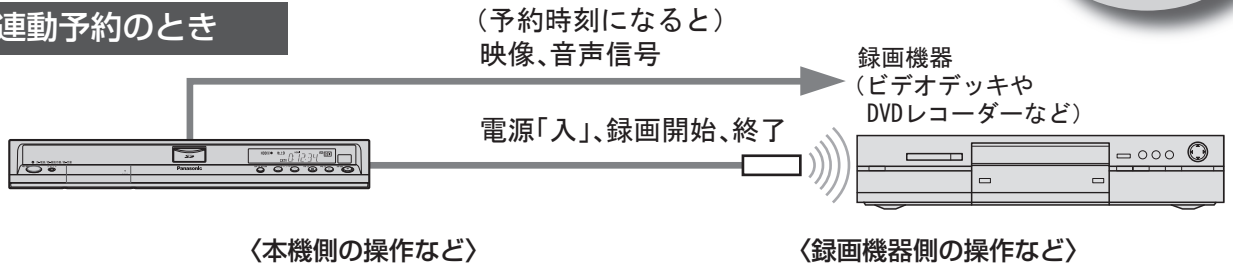 連動予約のとき
（予約時刻になると）
映像、音声信号
録画機器
（ビデオデッキや
DVDレコーダーなど）
電源「入」、録画開始、終了
Panasonic
〈本機側の操作など〉
〈録画機器側の操作など〉